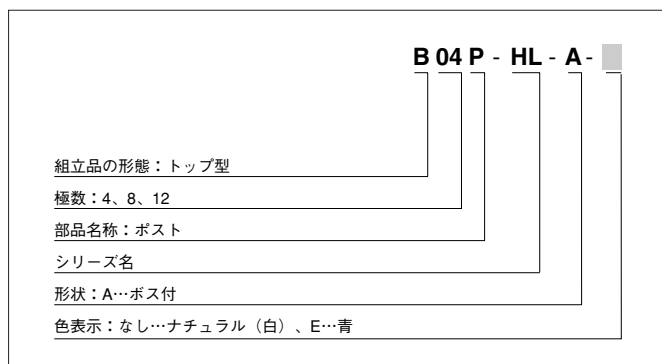 B 04 P - HL - A -
組立品の形態：トップ型
極数：4、8、12
部品名称：ポスト
シリーズ名
形状：A…ボス付
色表示：なし…ナチュラル（白）、E…青